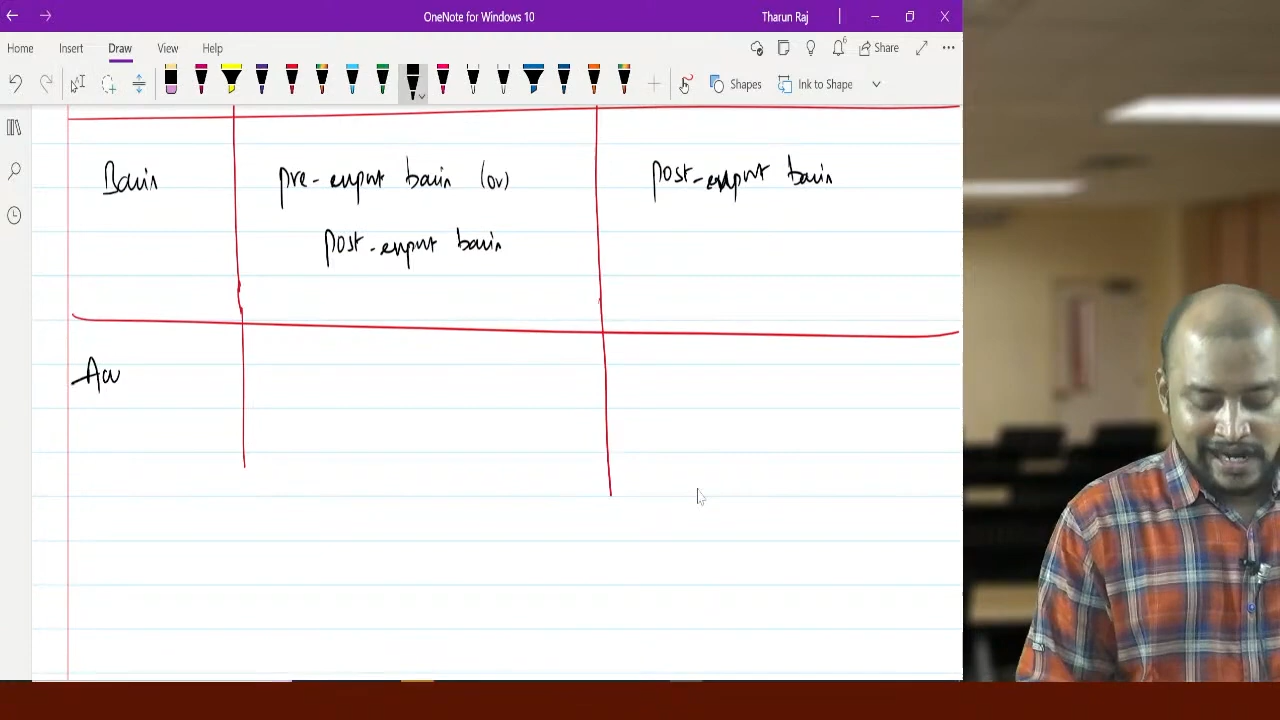 OneNote for Windows 10
Tharun Raj
Home Insert Draw View Help
6
Share
Shapes
Ink to Shape
Basis pre-export basis (or) post-export basis
post-export basis